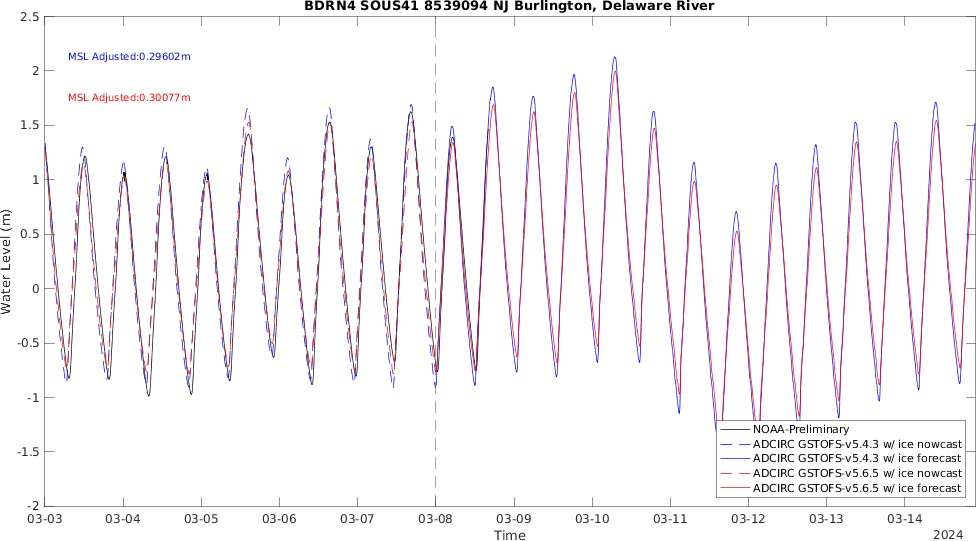 BDRN4 SOUS41 8539094 NJ Burlington, Delaware River
2.5
2
1.5
1
0.5
0
-0.5
-1
-1.5
-2
Water Level (m)
MSL Adjusted:0.29602m
MSL Adjusted:0.30077m
NOAA-Preliminary
ADCIRC GSTOFS-v5.4.3 w/ ice nowcast
ADCIRC GSTOFS-v5.4.3 w/ ice forecast
ADCIRC GSTOFS-v5.6.5 w/ ice nowcast
ADCIRC GSTOFS-v5.6.5 w/ ice forecast
03-03 03-04 03-05 03-06 03-07 03-08 03-09 03-10 03-11 03-12 03-13 03-14
Time
2024